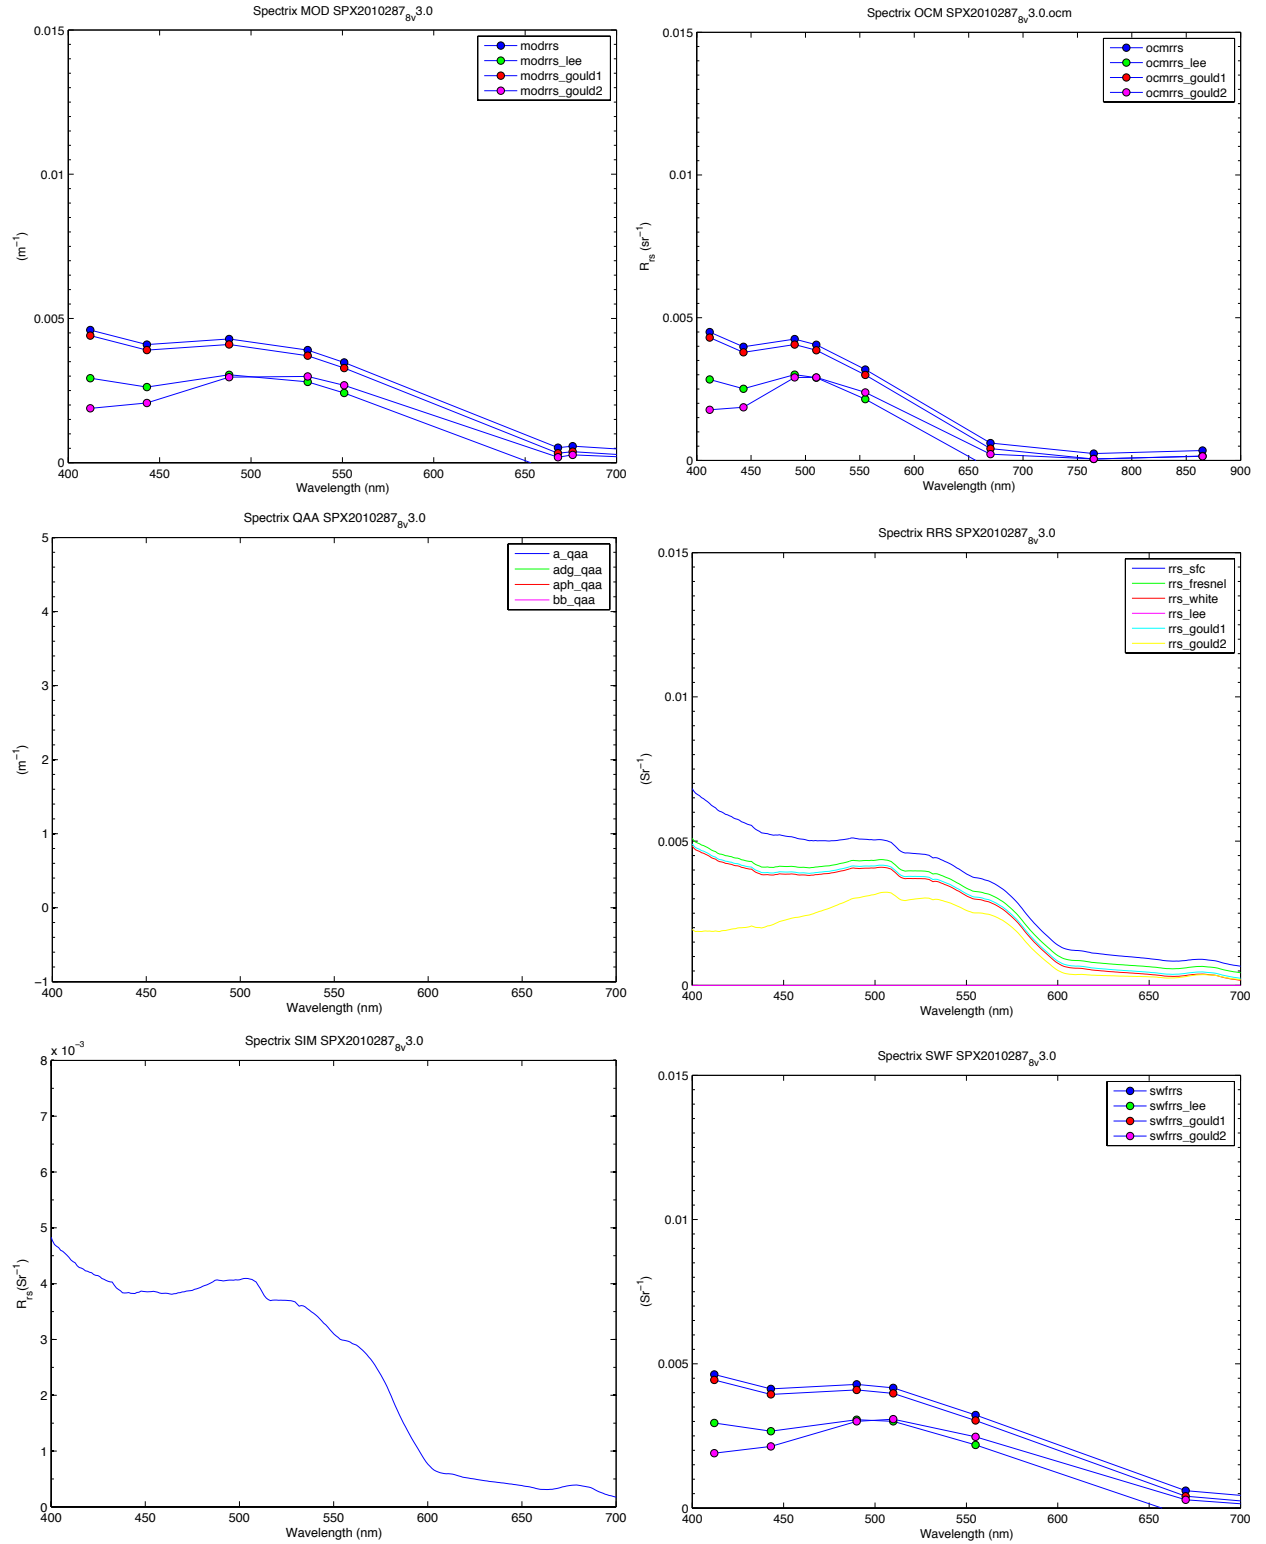 Spectrix MOD SPX2010287_8v3.0
0.015
0.01
0.005
0
(m^−1)
modrrs
modrrs_lee
modrrs_gould1
modrrs_gould2
400 450 500 550 600 650 700
Wavelength (nm)
Spectrix OCM SPX2010287_8v3.0.ocm
0.015
0.01
0.005
0
R_rs (sr^−1)
ocmrrs
ocmrrs_lee
ocmrrs_gould1
ocmrrs_gould2
400 450 500 550 600 650 700 750 800 850 900
Wavelength (nm)
Spectrix QAA SPX2010287_8v3.0
5
4
3
2
1
0
−1
(m^−1)
a_qaa
adg_qaa
aph_qaa
bb_qaa
400 450 500 550 600 650 700
Wavelength (nm)
Spectrix RRS SPX2010287_8v3.0
0.015
0.01
0.005
0
(Sr^−1)
rrs_sfc
rrs_fresnel
rrs_white
rrs_lee
rrs_gould1
rrs_gould2
400 450 500 550 600 650 700
Wavelength (nm)
Spectrix SIM SPX2010287_8v3.0
x 10^−3
8
7
6
5
4
3
2
1
0
R_rs(Sr^−1)
400 450 500 550 600 650 700
Wavelength (nm)
Spectrix SWF SPX2010287_8v3.0
0.015
0.01
0.005
0
(Sr^−1)
swfrrs
swfrrs_lee
swfrrs_gould1
swfrrs_gould2
400 450 500 550 600 650 700
Wavelength (nm)